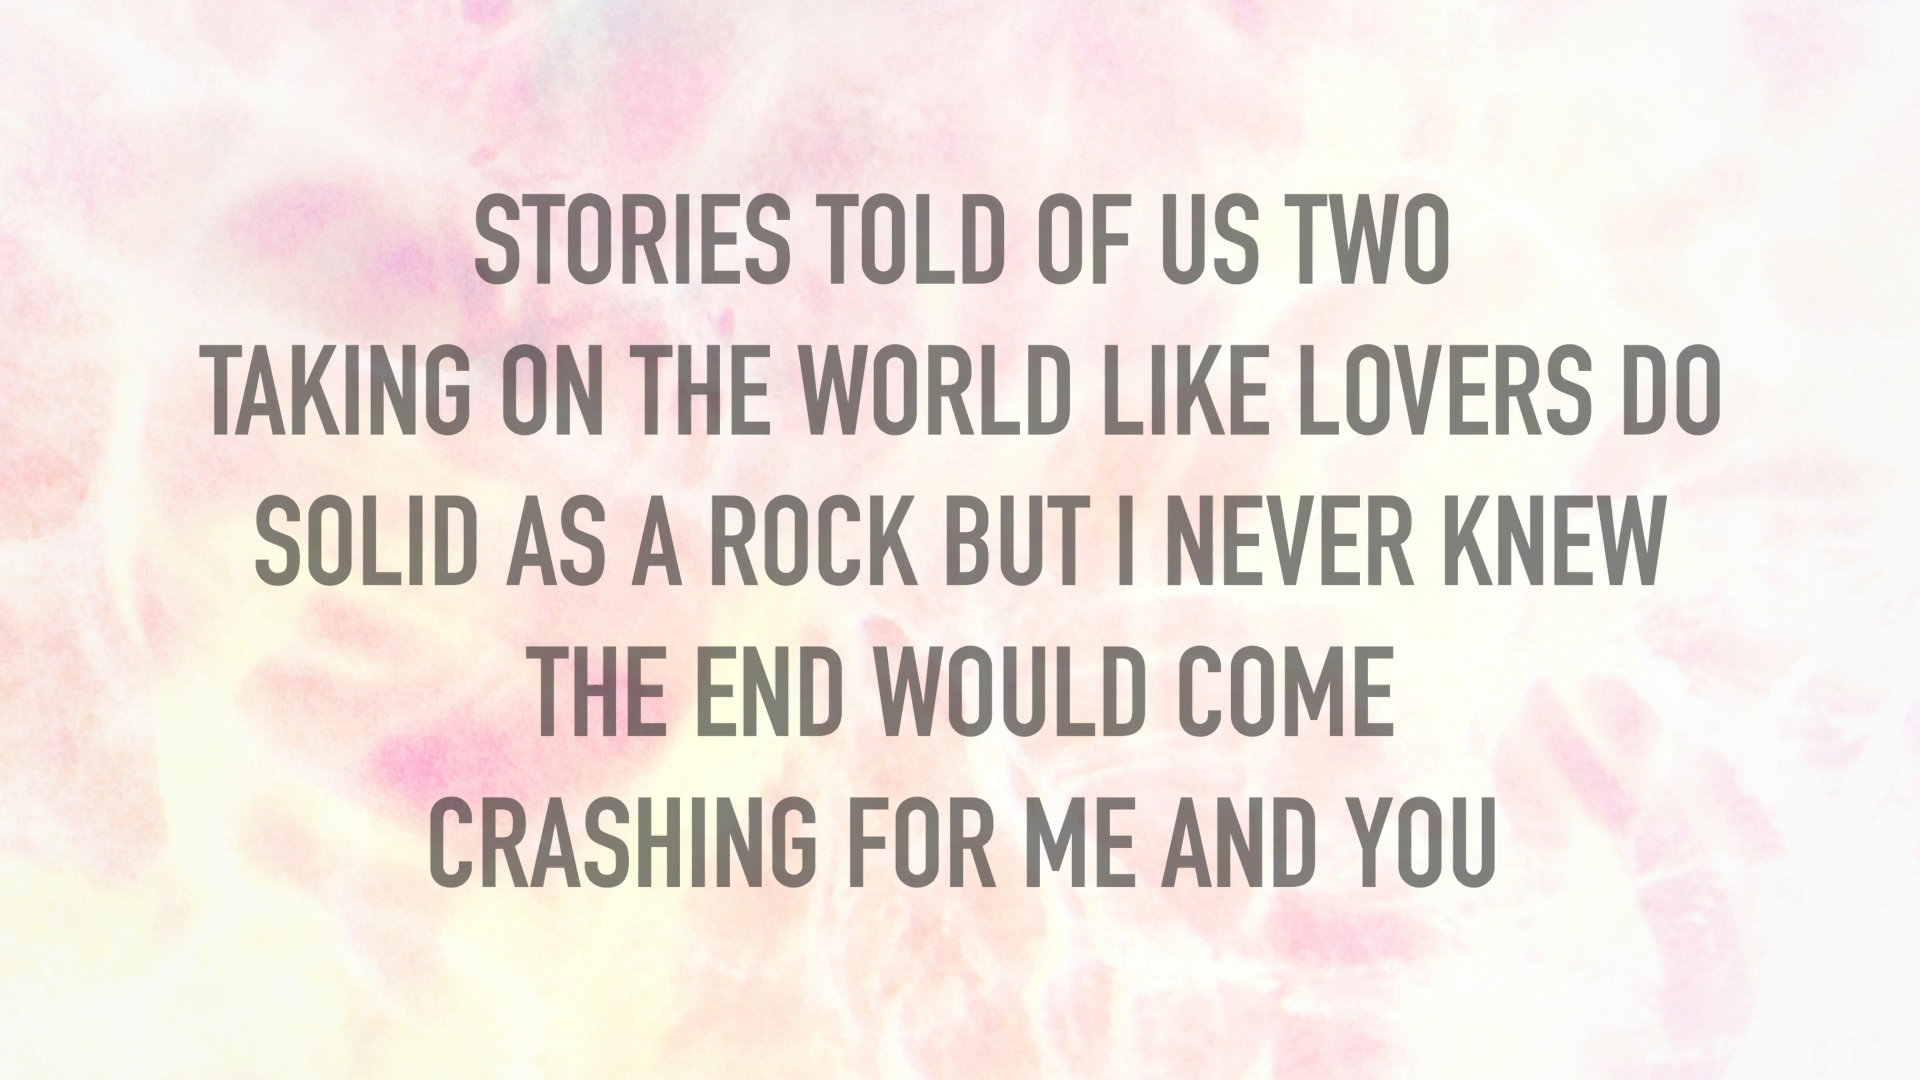 STORIES TOLD OF US TWO
TAKING ON THE WORLD LIKE LOVERS DO
SOLID AS A ROCK BUT I NEVER KNEW
THE END WOULD COME
CRASHING FOR ME AND YOU